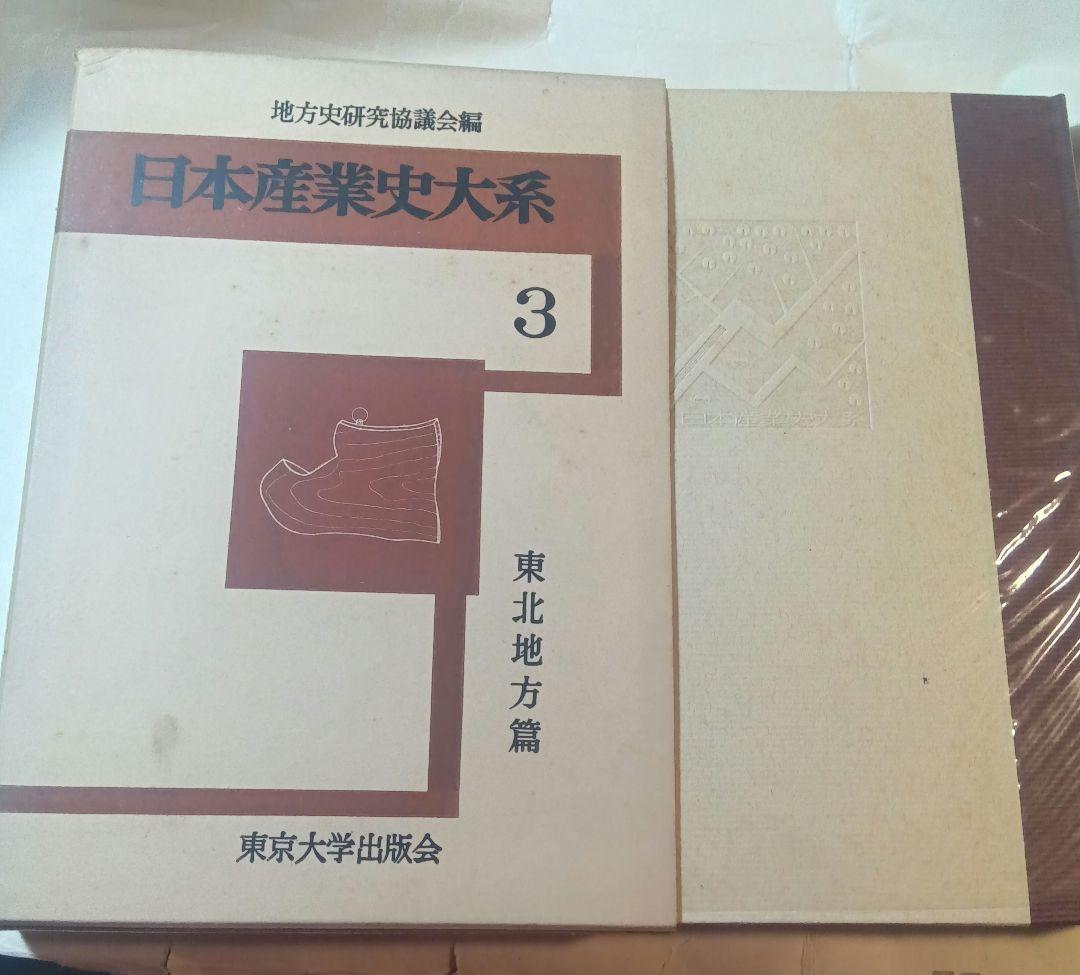 地方史研究協議会編
日本産業史大系
3
東北地方篇
東京大学出版会
日本産業史大系